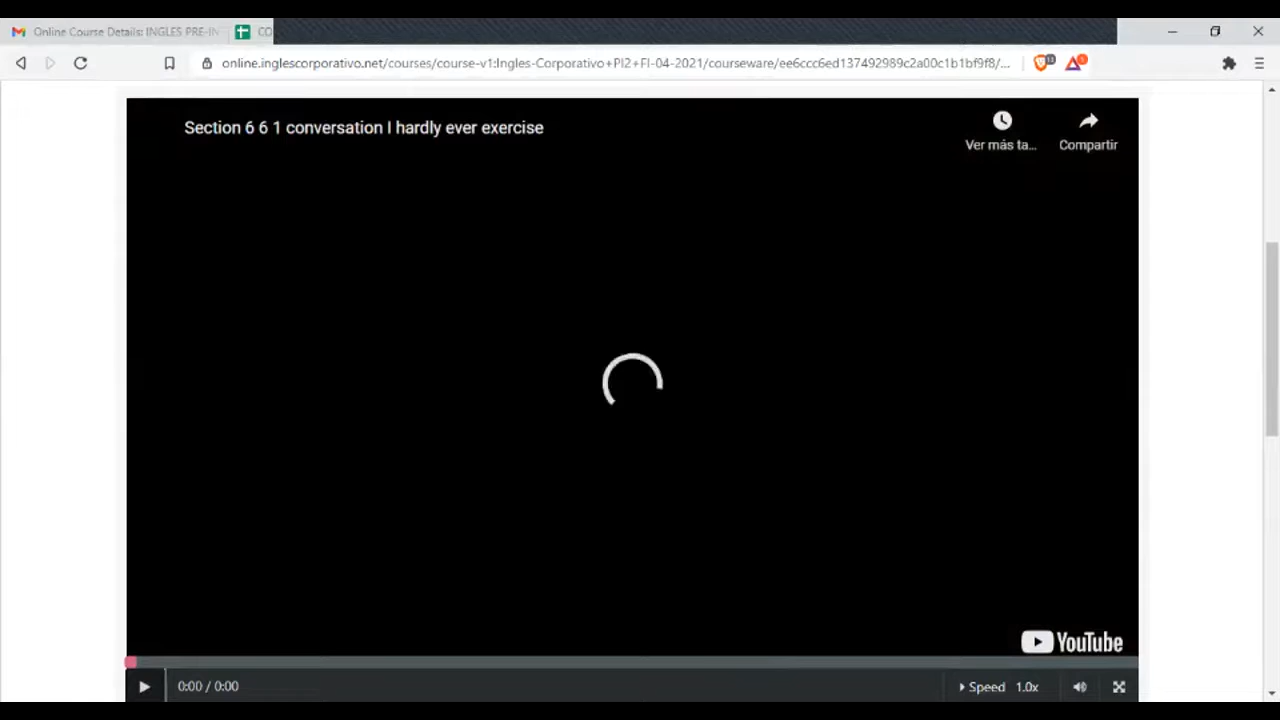 Online Course Details: INGLES PRE-IN
CO
online.inglescorporativo.net/courses/course-v1:Ingles-Corporativo+PI2+FI-04-2021/courseware/ee6ccc6ed137492989c2a00c1b1bf9f8/...
Section 6 6 1 conversation I hardly ever exercise
Ver más ta...
Compartir
YouTube
0:00 / 0:00
Speed 1.0x